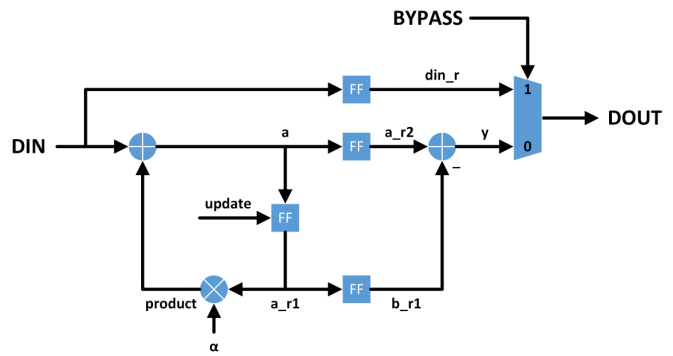 BYPASS
FF
din_r
1
DOUT
DIN
a
FF
a_r2
y
0
–
update
FF
product
a_r1
FF
b_r1
α